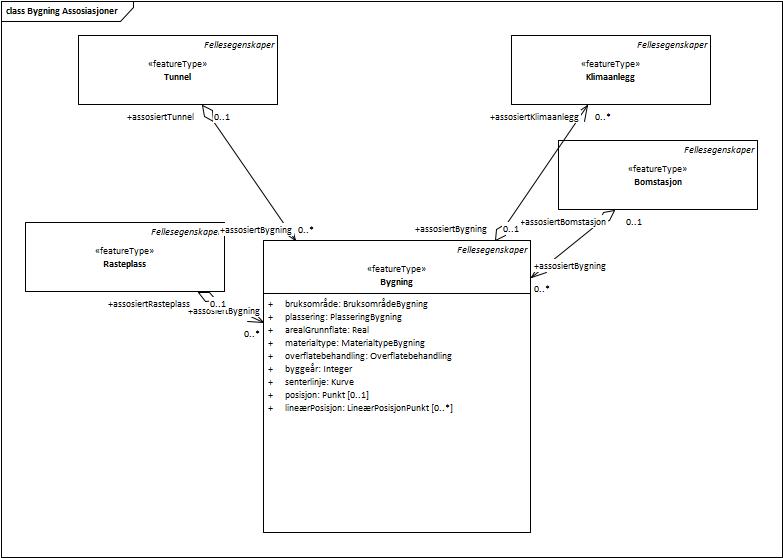 class Bygning Assosiasjoner
Fellesegenskaper
«featureType»
Tunnel
+assosiertTunnel
0..1
Fellesegenskaper
«featureType»
Klimaanlegg
+assosiertKlimaanlegg
0..*
Fellesegenskaper
«featureType»
Bomstasjon
+assosiertBomstasjon
0..1
Fellesegenskape.
«featureType»
Rasteplass
+assosiertRasteplass
0..1
+assosiertBygning
0..*
+assosiertBygning
0..1
+assosiertBygning
0..*
+assosiertBygning
0..*
Fellesegenskaper
«featureType»
Bygning
+ bruksområde: BruksområdeBygning
+ plassering: PlasseringBygning
+ arealGrunnflate: Real
+ materialtype: MaterialtypeBygning
+ overflatebehandling: Overflatebehandling
+ byggeår: Integer
+ senterlinje: Kurve
+ posisjon: Punkt [0..1]
+ lineærPosisjon: LineærPosisjonPunkt [0..*]